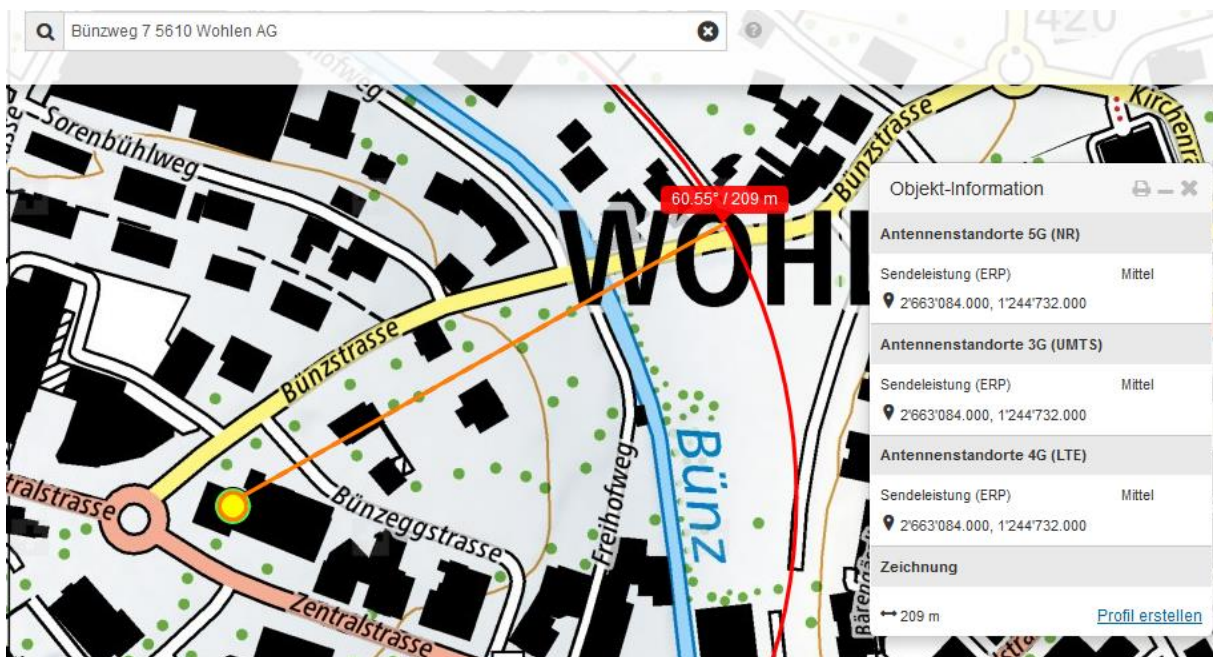 Bünzweg 7 5610 Wohlen AG
420
Sorenbühlweg
Bünzstrasse
Kirchenra
60.55° / 209 m
WOHL
Bünzstrasse
Bünz
Bünzeggstrasse
Freihofweg
tralstrasse
Zentralstrasse
Objekt-Information
Antennenstandorte 5G (NR)
Sendeleistung (ERP) Mittel
2'663'084.000, 1'244'732.000
Antennenstandorte 3G (UMTS)
Sendeleistung (ERP) Mittel
2'663'084.000, 1'244'732.000
Antennenstandorte 4G (LTE)
Sendeleistung (ERP) Mittel
2'663'084.000, 1'244'732.000
Zeichnung
209 m Profil erstellen